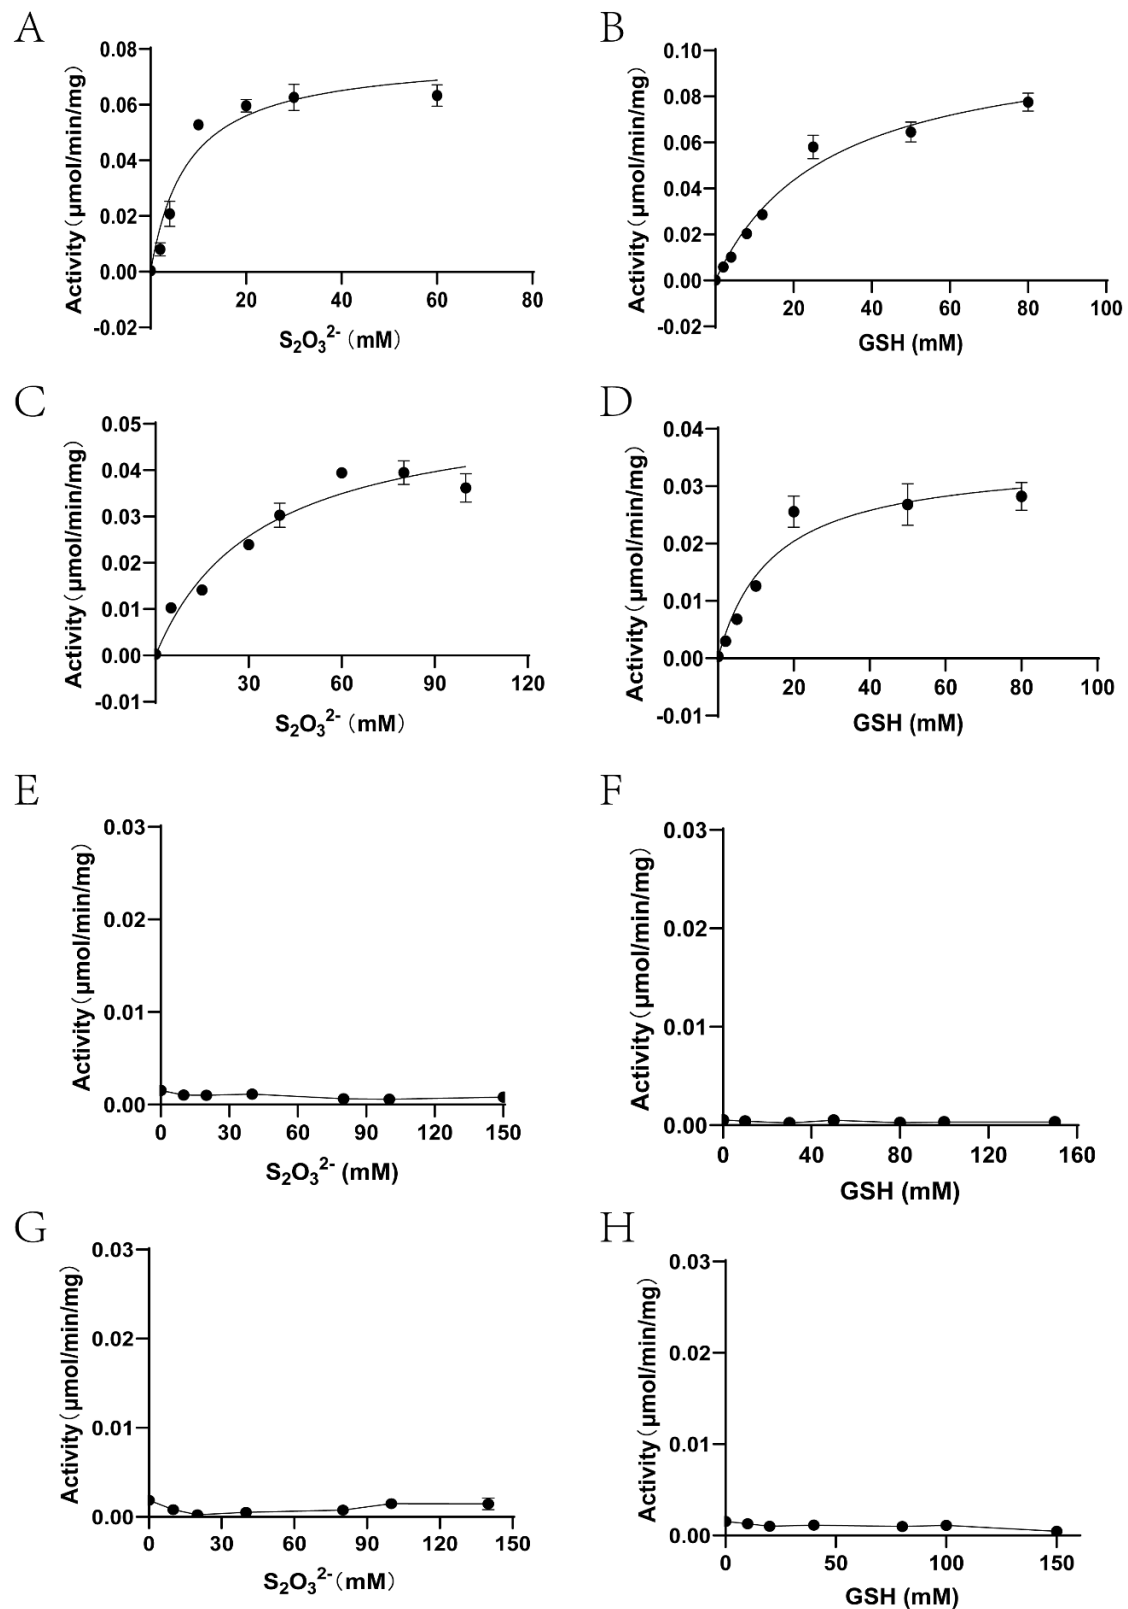 A
Activity（μmol/min/mg）
0.08
0.06
0.04
0.02
0.00
-0.02
20 40 60 80
S₂O₃²⁻（mM）
B
Activity（μmol/min/mg）
0.10
0.08
0.06
0.04
0.02
0.00
-0.02
20 40 60 80 100
GSH (mM)
C
Activity（μmol/min/mg）
0.05
0.04
0.03
0.02
0.01
0.00
-0.01
30 60 90 120
S₂O₃²⁻（mM）
D
Activity（μmol/min/mg）
0.04
0.03
0.02
0.01
0.00
-0.01
20 40 60 80 100
GSH (mM)
E
Activity（μmol/min/mg）
0.03
0.02
0.01
0.00
0 30 60 90 120 150
S₂O₃²⁻ (mM)
F
Activity（μmol/min/mg）
0.03
0.02
0.01
0.00
0 40 80 120 160
GSH (mM)
G
Activity（μmol/min/mg）
0.03
0.02
0.01
0.00
0 30 60 90 120 150
S₂O₃²⁻（mM）
H
Activity（μmol/min/mg）
0.03
0.02
0.01
0.00
0 50 100 150
GSH (mM)